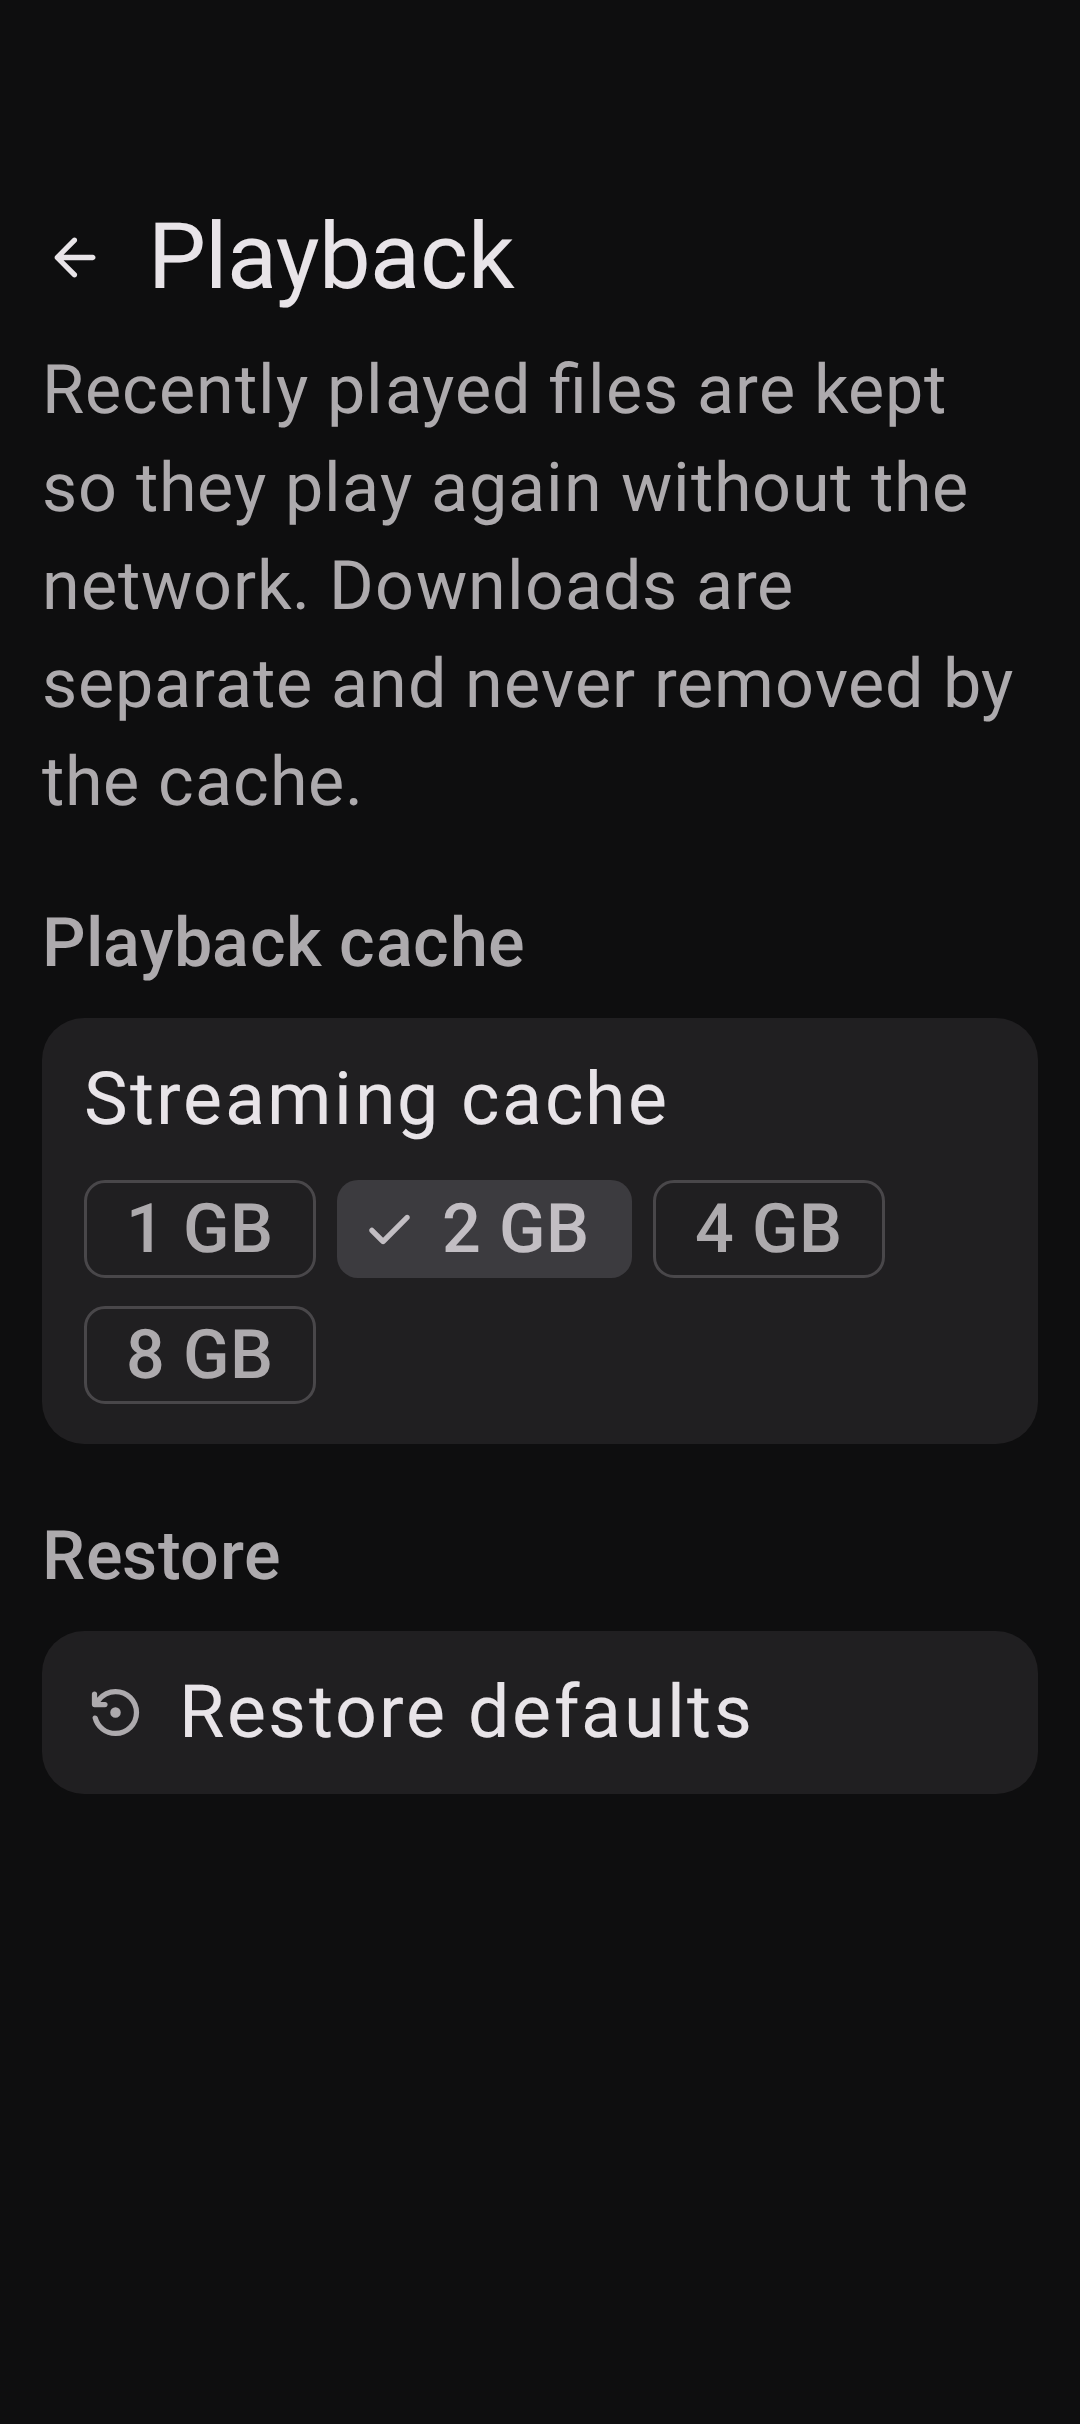 Playback
Recently played files are kept
so they play again without the
network. Downloads are
separate and never removed by
the cache.
Playback cache
Streaming cache
1 GB
2 GB
4 GB
8 GB
Restore
Restore defaults